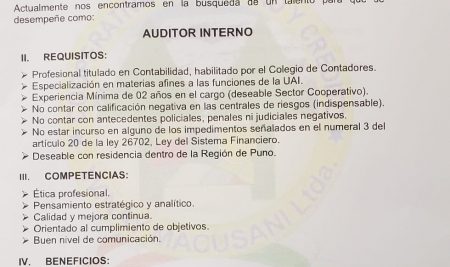 Actualmente nos encontramos en la búsqueda de un talento para que se
desempeñe como:
AUDITOR INTERNO
II. REQUISITOS:
➢ Profesional titulado en Contabilidad, habilitado por el Colegio de Contadores.
➢ Especialización en materias afines a las funciones de la UAI.
➢ Experiencia Mínima de 02 años en el cargo (deseable Sector Cooperativo).
➢ No contar con calificación negativa en las centrales de riesgos (indispensable).
➢ No contar con antecedentes policiales, penales ni judiciales negativos.
➢ No estar incurso en alguno de los impedimentos señalados en el numeral 3 del
artículo 20 de la ley 26702, Ley del Sistema Financiero.
➢ Deseable con residencia dentro de la Región de Puno.
III. COMPETENCIAS:
➢ Ética profesional.
➢ Pensamiento estratégico y analítico.
➢ Calidad y mejora continua.
➢ Orientado al cumplimiento de objetivos.
➢ Buen nivel de comunicación.
IV. BENEFICIOS:
MACUSANI Ltda.